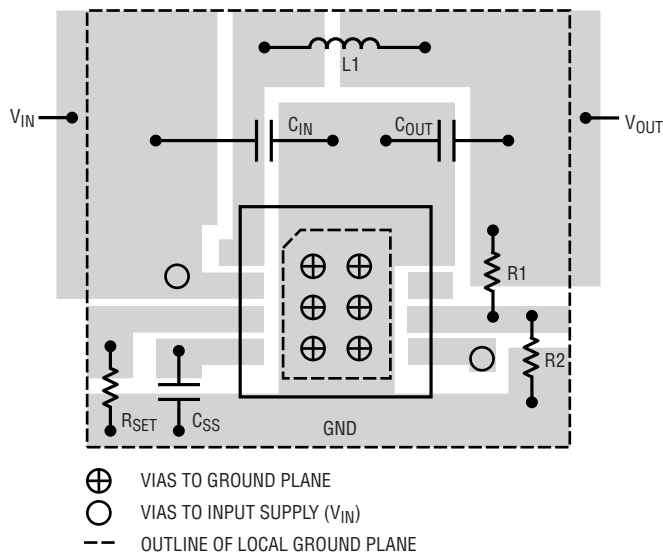 L1
V_IN
C_IN
C_OUT
V_OUT
R1
R2
R_SET
C_SS
GND
VIAS TO GROUND PLANE
VIAS TO INPUT SUPPLY (V_IN)
OUTLINE OF LOCAL GROUND PLANE